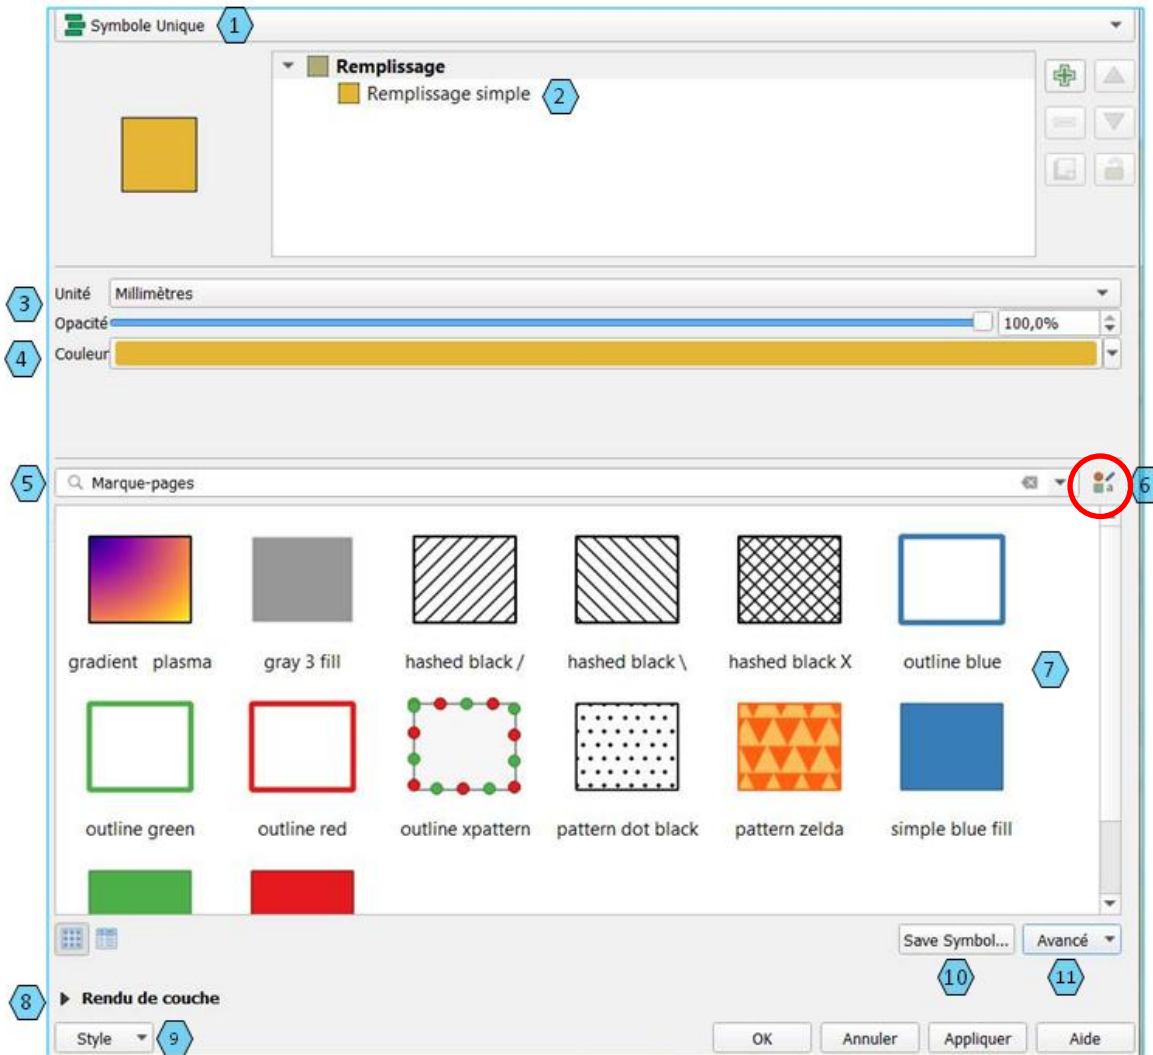 Symbole Unique 1
Remplissage
Remplissage simple 2
3 Unité Millimètres
Opacité 100,0%
4 Couleur
5 Marque-pages a 6
gradient plasma gray 3 fill hashed black / hashed black \ hashed black X outline blue
7
outline green outline red outline xpattern pattern dot black pattern zelda simple blue fill
Save Symbol... Avancé
10 11
8 Rendu de couche
Style 9 OK Annuler Appliquer Aide